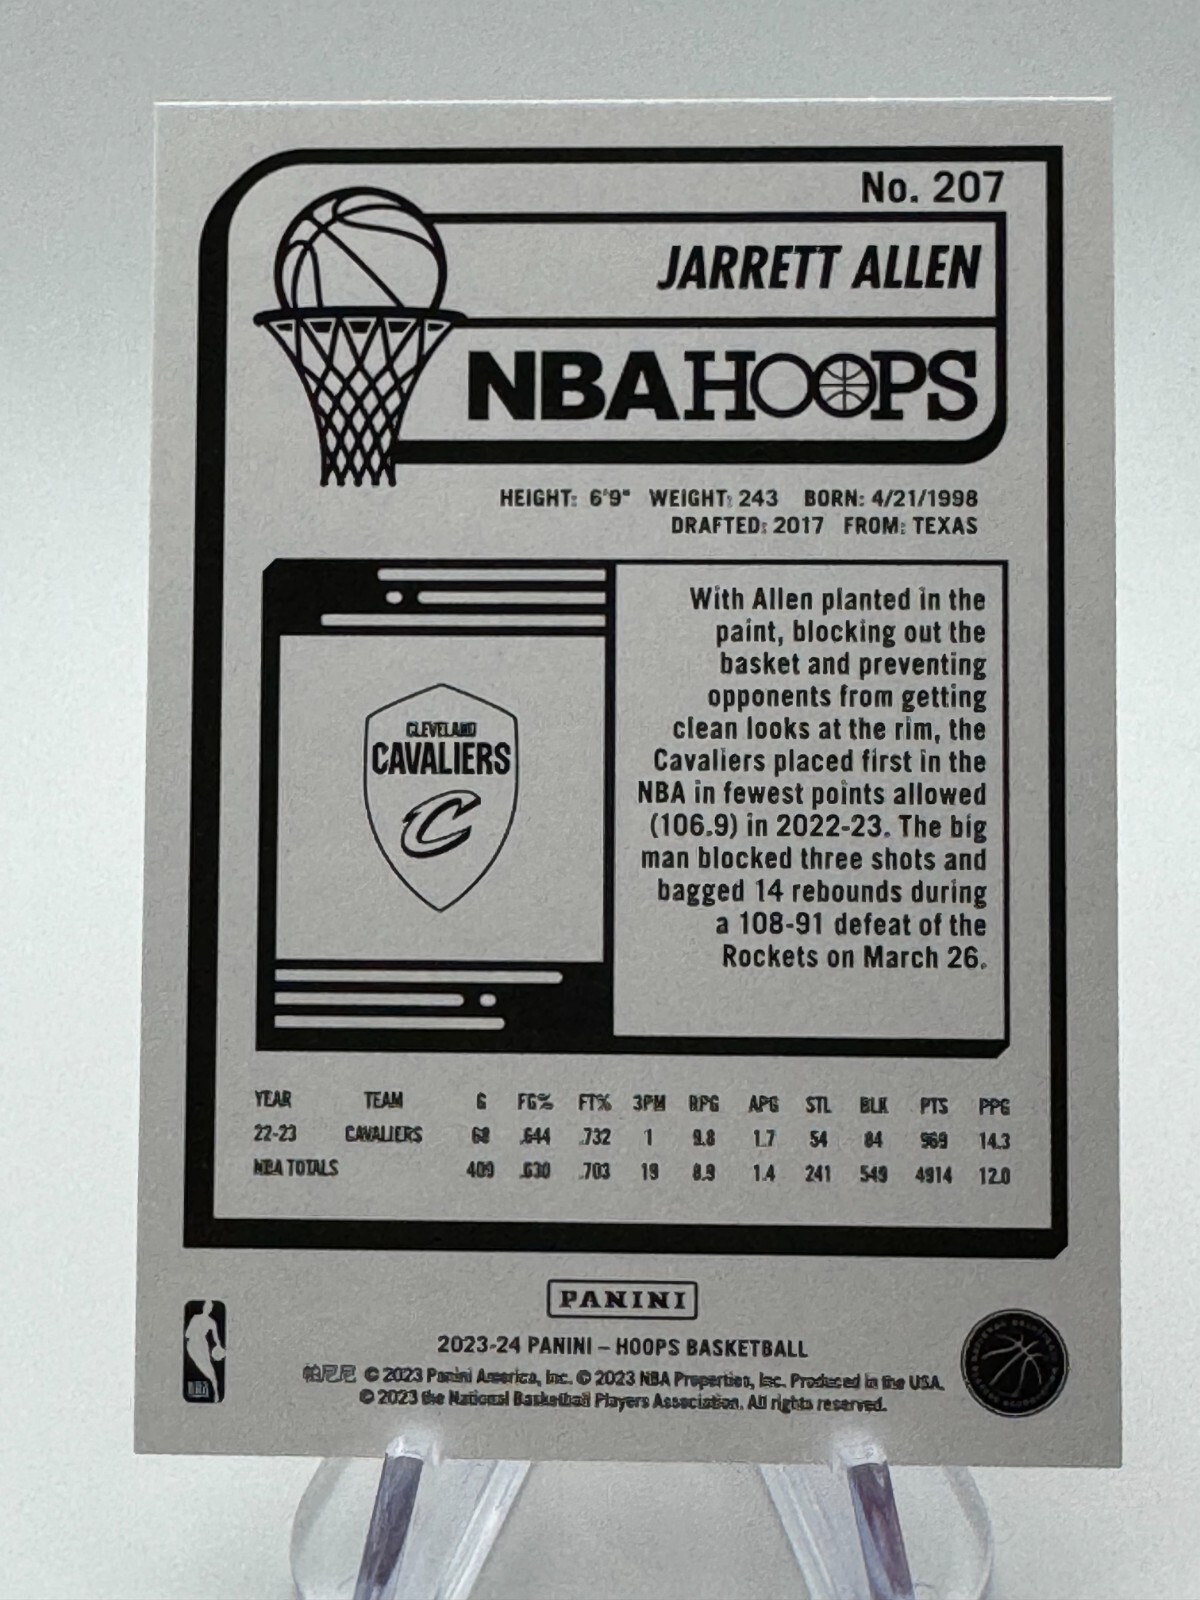 No. 207
JARRETT ALLEN
NBA HOOPS
HEIGHT: 6'9" WEIGHT: 243 BORN: 4/21/1998
DRAFTED: 2017 FROM: TEXAS
With Allen planted in the
paint, blocking out the
basket and preventing
opponents from getting
clean looks at the rim, the
Cavaliers placed first in the
NBA in fewest points allowed
(106.9) in 2022-23. The big
man blocked three shots and
bagged 14 rebounds during
a 108-91 defeat of the
Rockets on March 26.
CLEVELAND
CAVALIERS
C
YEAR TEAM G FG% FT% 3PM RPG APG STL BLK PTS PPG
22-23 CAVALIERS 68 .644 .732 1 9.8 1.7 54 84 969 14.3
NBA TOTALS 409 .630 .703 19 8.9 1.4 241 549 4914 12.0
PANINI
2023-24 PANINI – HOOPS BASKETBALL
帕尼尼 © 2023 Panini America, Inc. © 2023 NBA Properties, Inc. Produced in the USA.
© 2023 the National Basketball Players Association. All rights reserved.
NBA